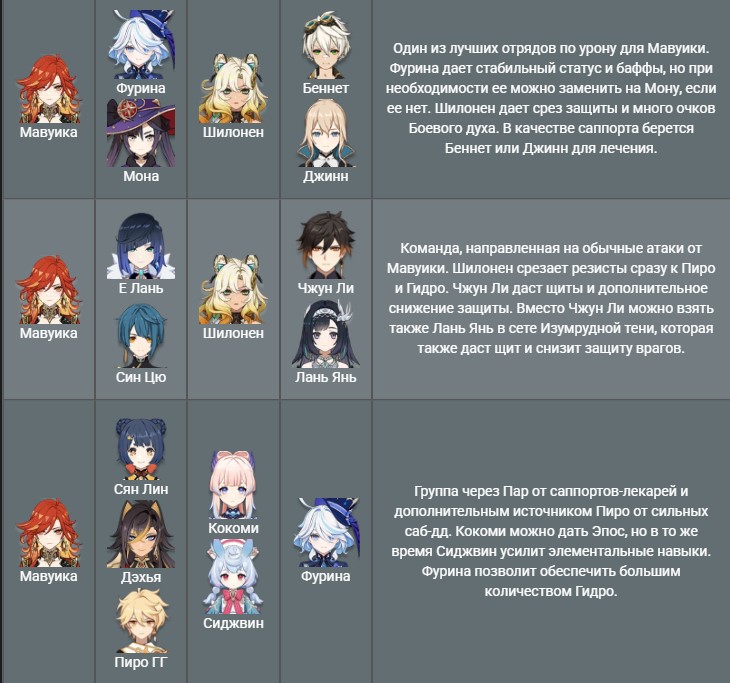 Мавуика
Фурина
Мона
Шилонен
Беннет
Джинн
Один из лучших отрядов по урону для Мавуики.
Фурина дает стабильный статус и баффы, но при
необходимости ее можно заменить на Мону, если
ее нет. Шилонен дает срез защиты и много очков
Боевого духа. В качестве саппорта берется
Беннет или Джинн для лечения.
Мавуика
Е Лань
Син Цю
Шилонен
Чжун Ли
Лань Янь
Команда, направленная на обычные атаки от
Мавуики. Шилонен срезает резисты сразу к Пиро
и Гидро. Чжун Ли даст щиты и дополнительное
снижение защиты. Вместо Чжун Ли можно взять
также Лань Янь в сете Изумрудной тени, которая
также даст щит и снизит защиту врагов.
Мавуика
Сян Лин
Дэхья
Пиро ГГ
Кокоми
Сиджвин
Фурина
Группа через Пар от саппортов-лекарей и
дополнительным источником Пиро от сильных
саб-дд. Кокоми можно дать Эпос, но в то же
время Сиджвин усилит элементальные навыки.
Фурина позволит обеспечить большим
количеством Гидро.